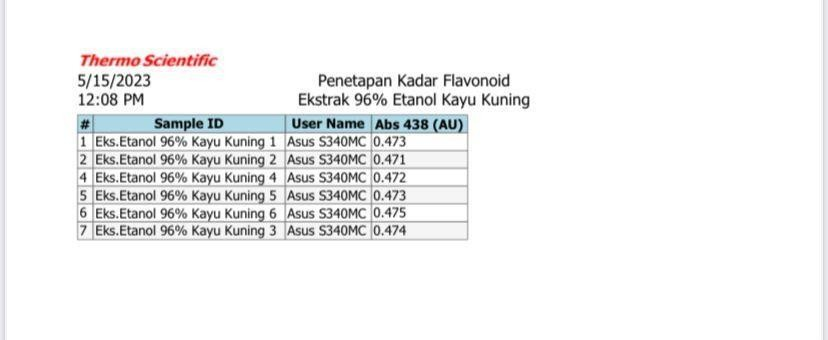 Thermo Scientific
5/15/2023
12:08 PM
Penetapan Kadar Flavonoid
Ekstrak 96% Etanol Kayu Kuning
# Sample ID User Name Abs 438 (AU)
1 Eks.Etanol 96% Kayu Kuning 1 Asus S340MC 0.473
2 Eks.Etanol 96% Kayu Kuning 2 Asus S340MC 0.471
4 Eks.Etanol 96% Kayu Kuning 4 Asus S340MC 0.472
5 Eks.Etanol 96% Kayu Kuning 5 Asus S340MC 0.473
6 Eks.Etanol 96% Kayu Kuning 6 Asus S340MC 0.475
7 Eks.Etanol 96% Kayu Kuning 3 Asus S340MC 0.474